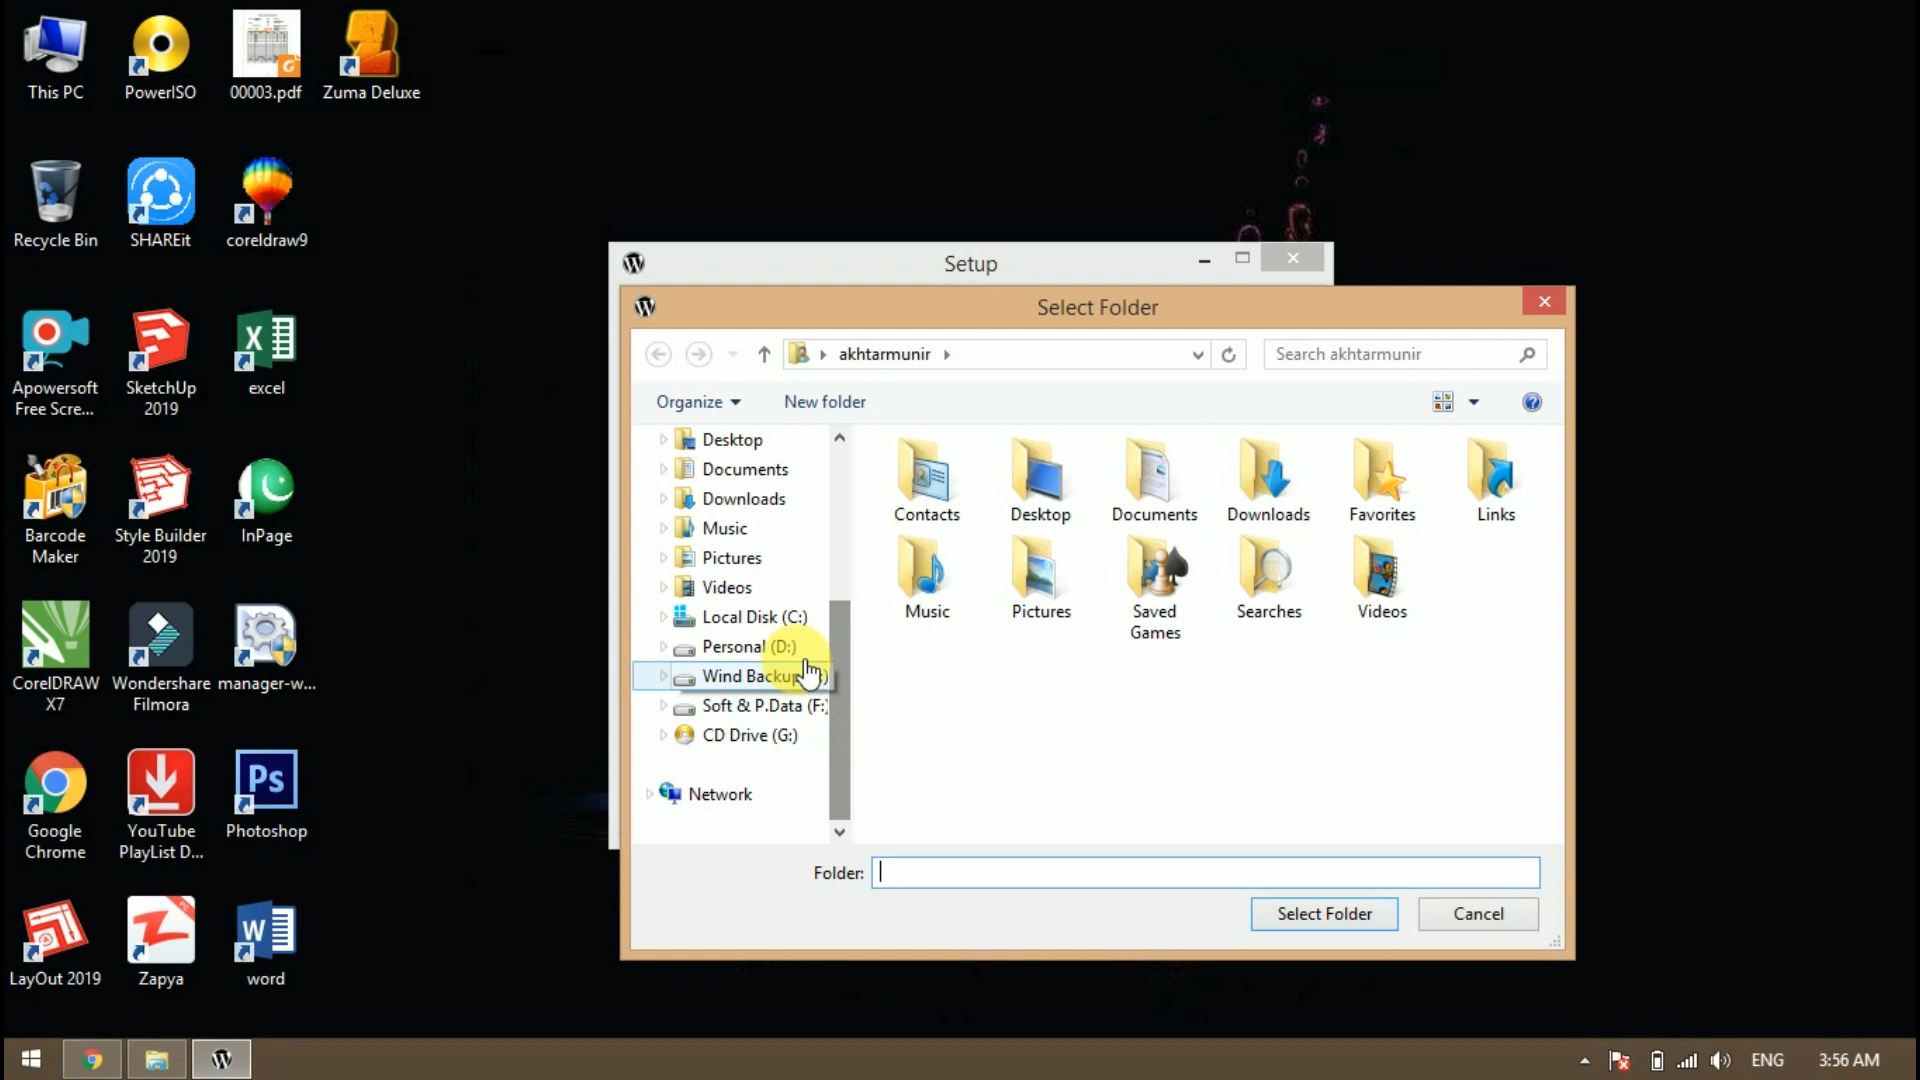 This PC
PowerISO
00003.pdf
Zuma Deluxe
Recycle Bin
SHAREit
coreldraw9
Apowersoft
Free Scre...
SketchUp
2019
excel
Barcode
Maker
Style Builder
2019
InPage
CorelDRAW
X7
Wondershare
Filmora
manager-w...
Google
Chrome
YouTube
PlayList D...
Ps
Photoshop
LayOut 2019
Zapya
word
Setup
Select Folder
akhtarmunir
Search akhtarmunir
Organize
New folder
Desktop
Documents
Downloads
Music
Pictures
Videos
Local Disk (C:)
Personal (D:)
Wind Backup
Soft & P.Data (F:)
CD Drive (G:)
Network
Contacts
Desktop
Documents
Downloads
Favorites
Links
Music
Pictures
Saved
Games
Searches
Videos
Folder:
Select Folder
Cancel
ENG
3:56 AM